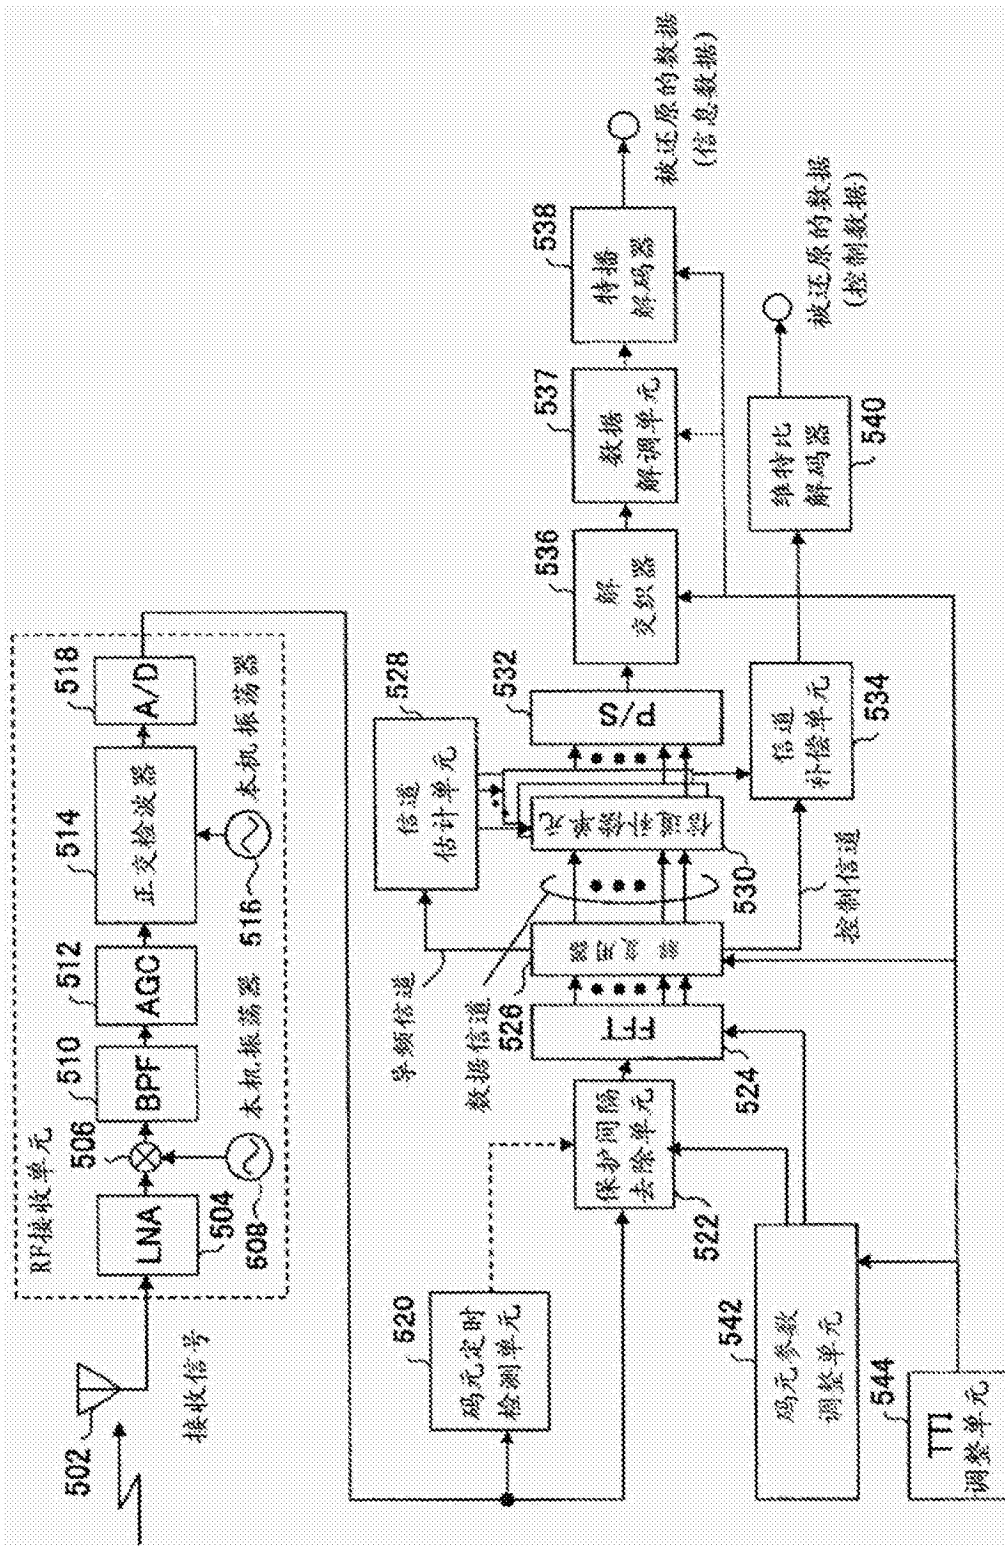 502
接收信号
RF接收单元
LNA
504
506
508
本机振荡器
BPF
510
AGC
512
正交检波器
514
516
本机振荡器
A/D
518
520
码元定时
检测单元
保护间隔
去除单元
522
FFT
524
526
导频信道
数据信道
控制信道
信道
估计单元
528
530
P/S
532
信道
补偿单元
534
解
交织器
536
数据
解调单元
537
特播
解码器
538
被还原的数据
(信息数据)
维特比
解码器
540
被还原的数据
(控制数据)
码元参数
调整单元
542
TTI
调整单元
544